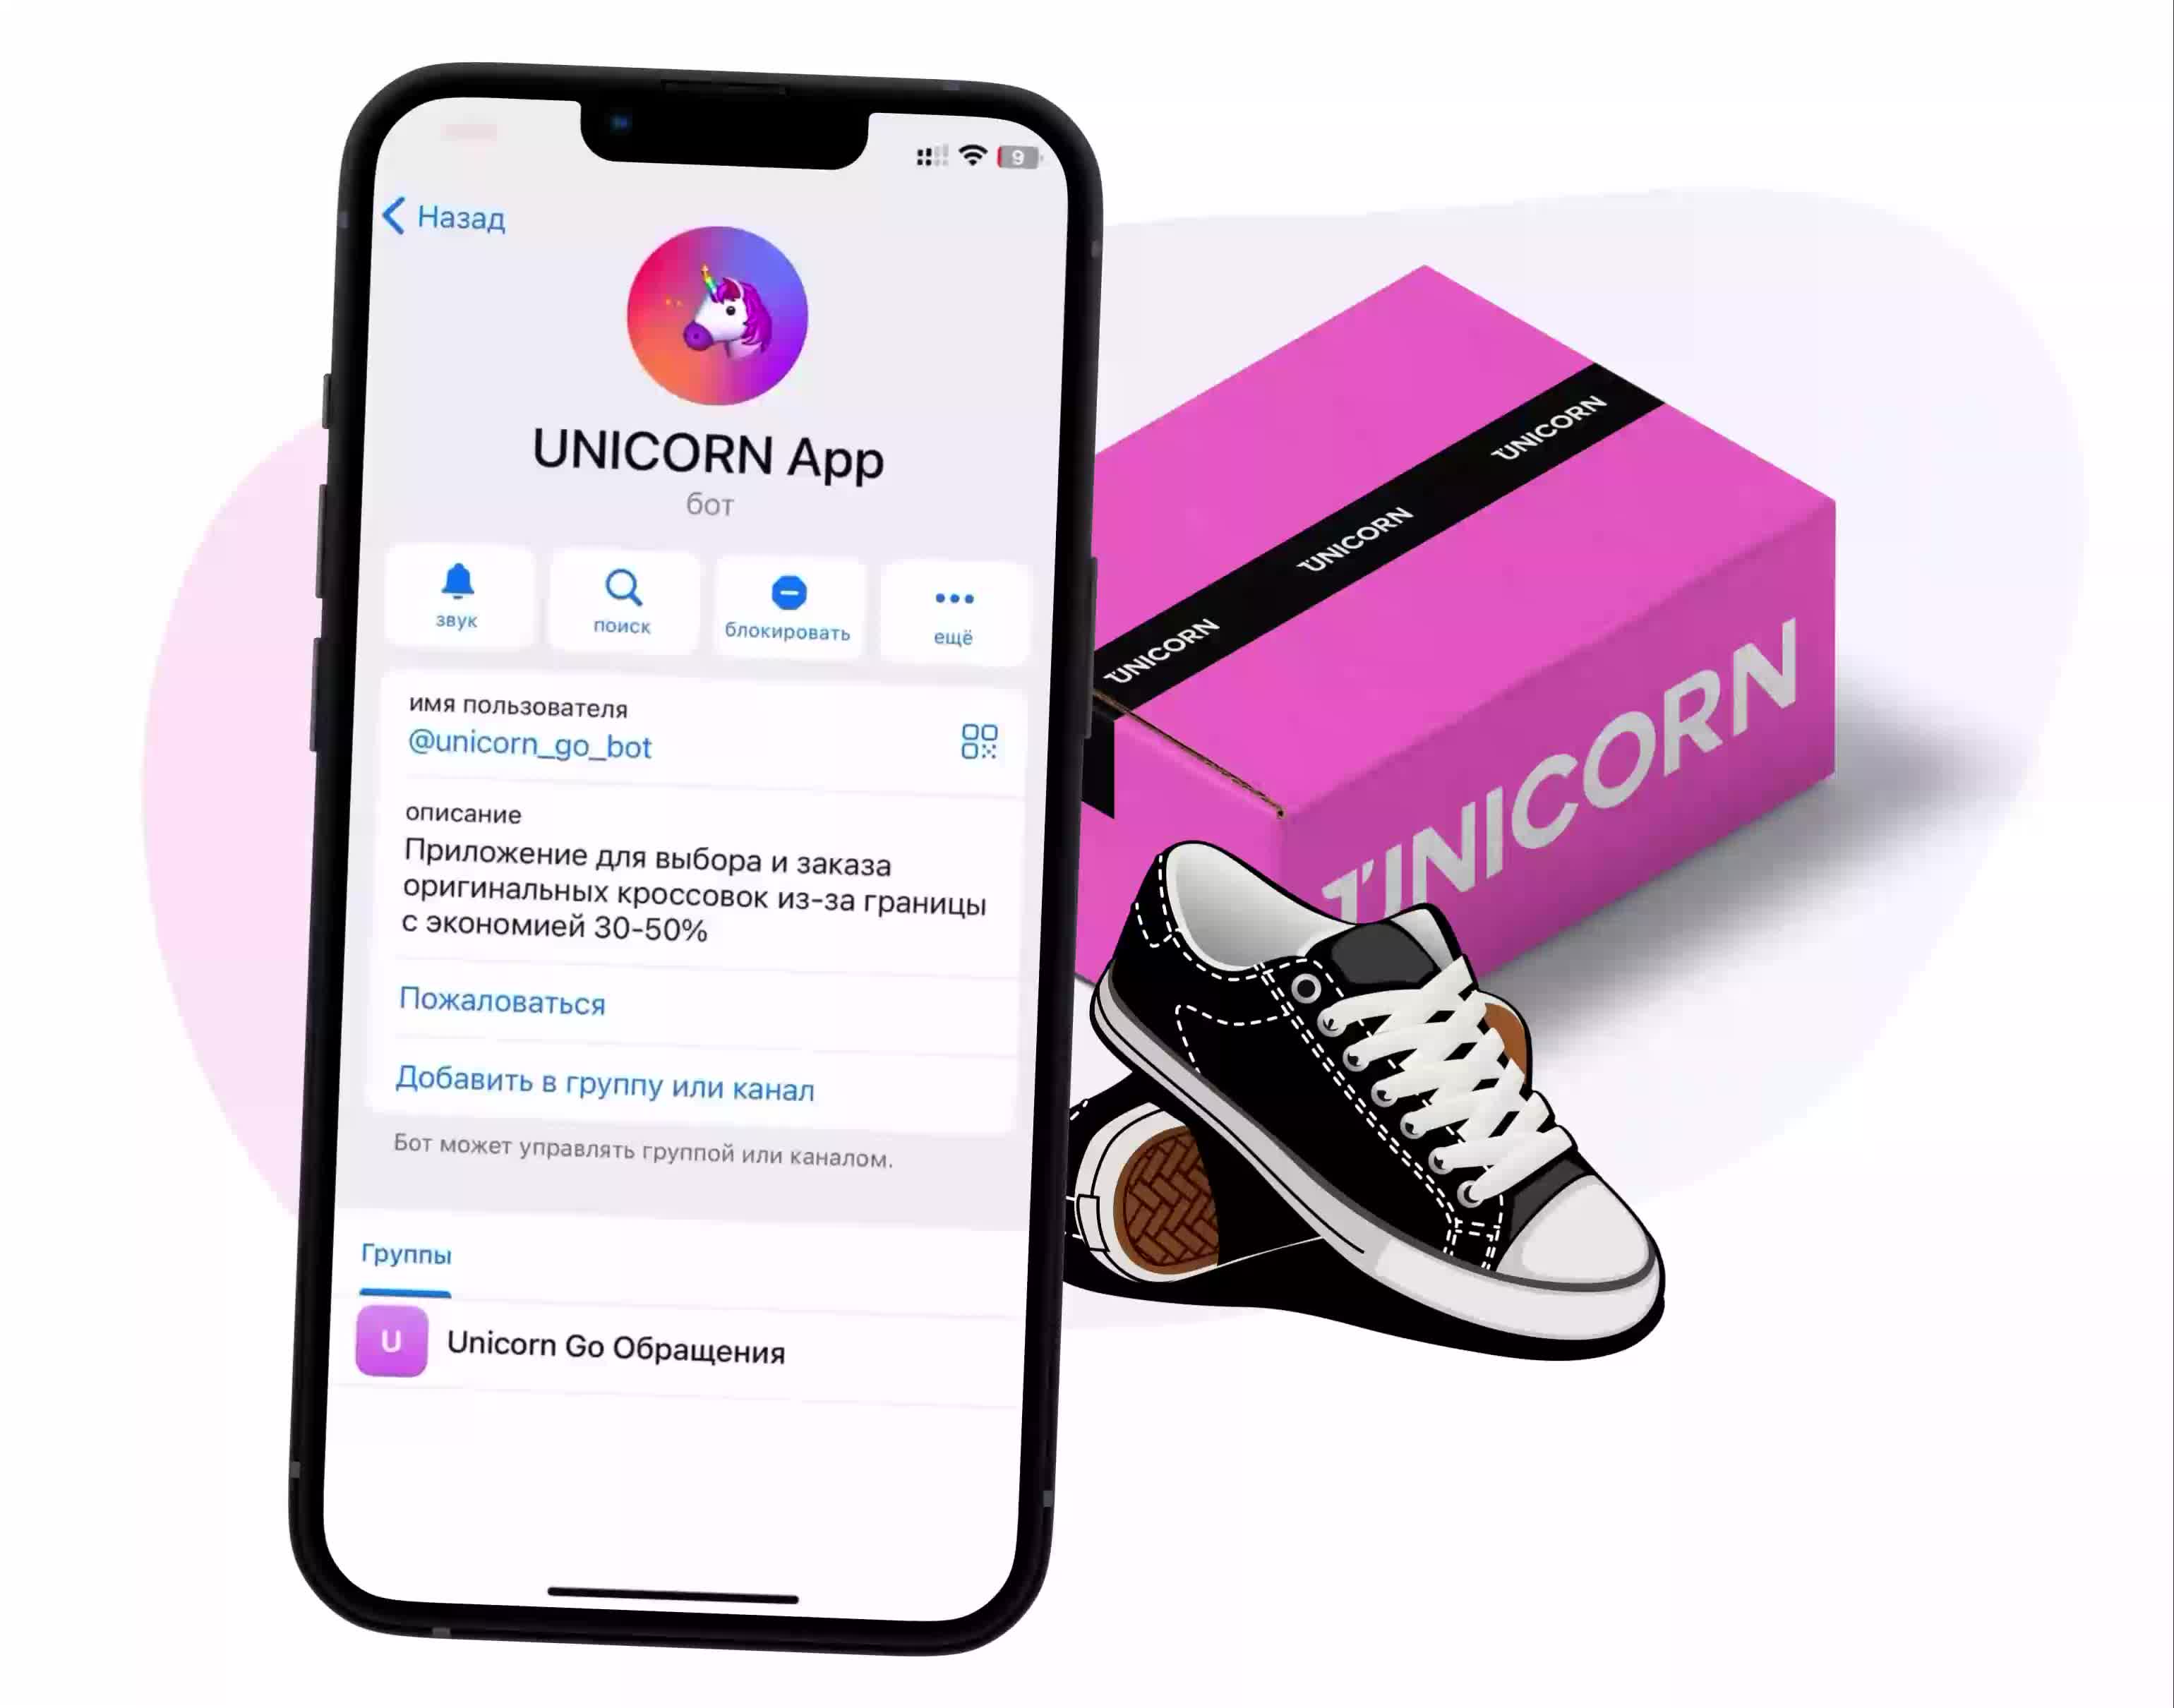 9
Назад
UNICORN App
бот
звук
поиск
блокировать
ещё
имя пользователя
@unicorn_go_bot
описание
Приложение для выбора и заказа
оригинальных кроссовок из-за границы
с экономией 30-50%
Пожаловаться
Добавить в группу или канал
Бот может управлять группой или каналом.
Группы
U
Unicorn Go Обращения
UNICORN
UNICORN
UNICORN
UNICORN